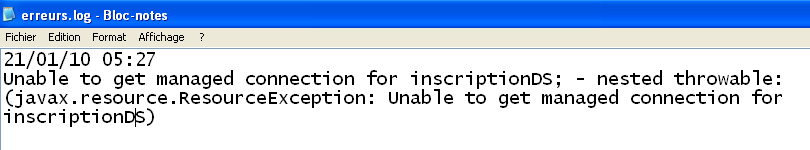 erreurs.log - Bloc-notes
Fichier Edition Format Affichage ?
21/01/10 05:27
Unable to get managed connection for inscriptionDS; - nested throwable:
(javax.resource.ResourceException: Unable to get managed connection for
inscriptionDS)